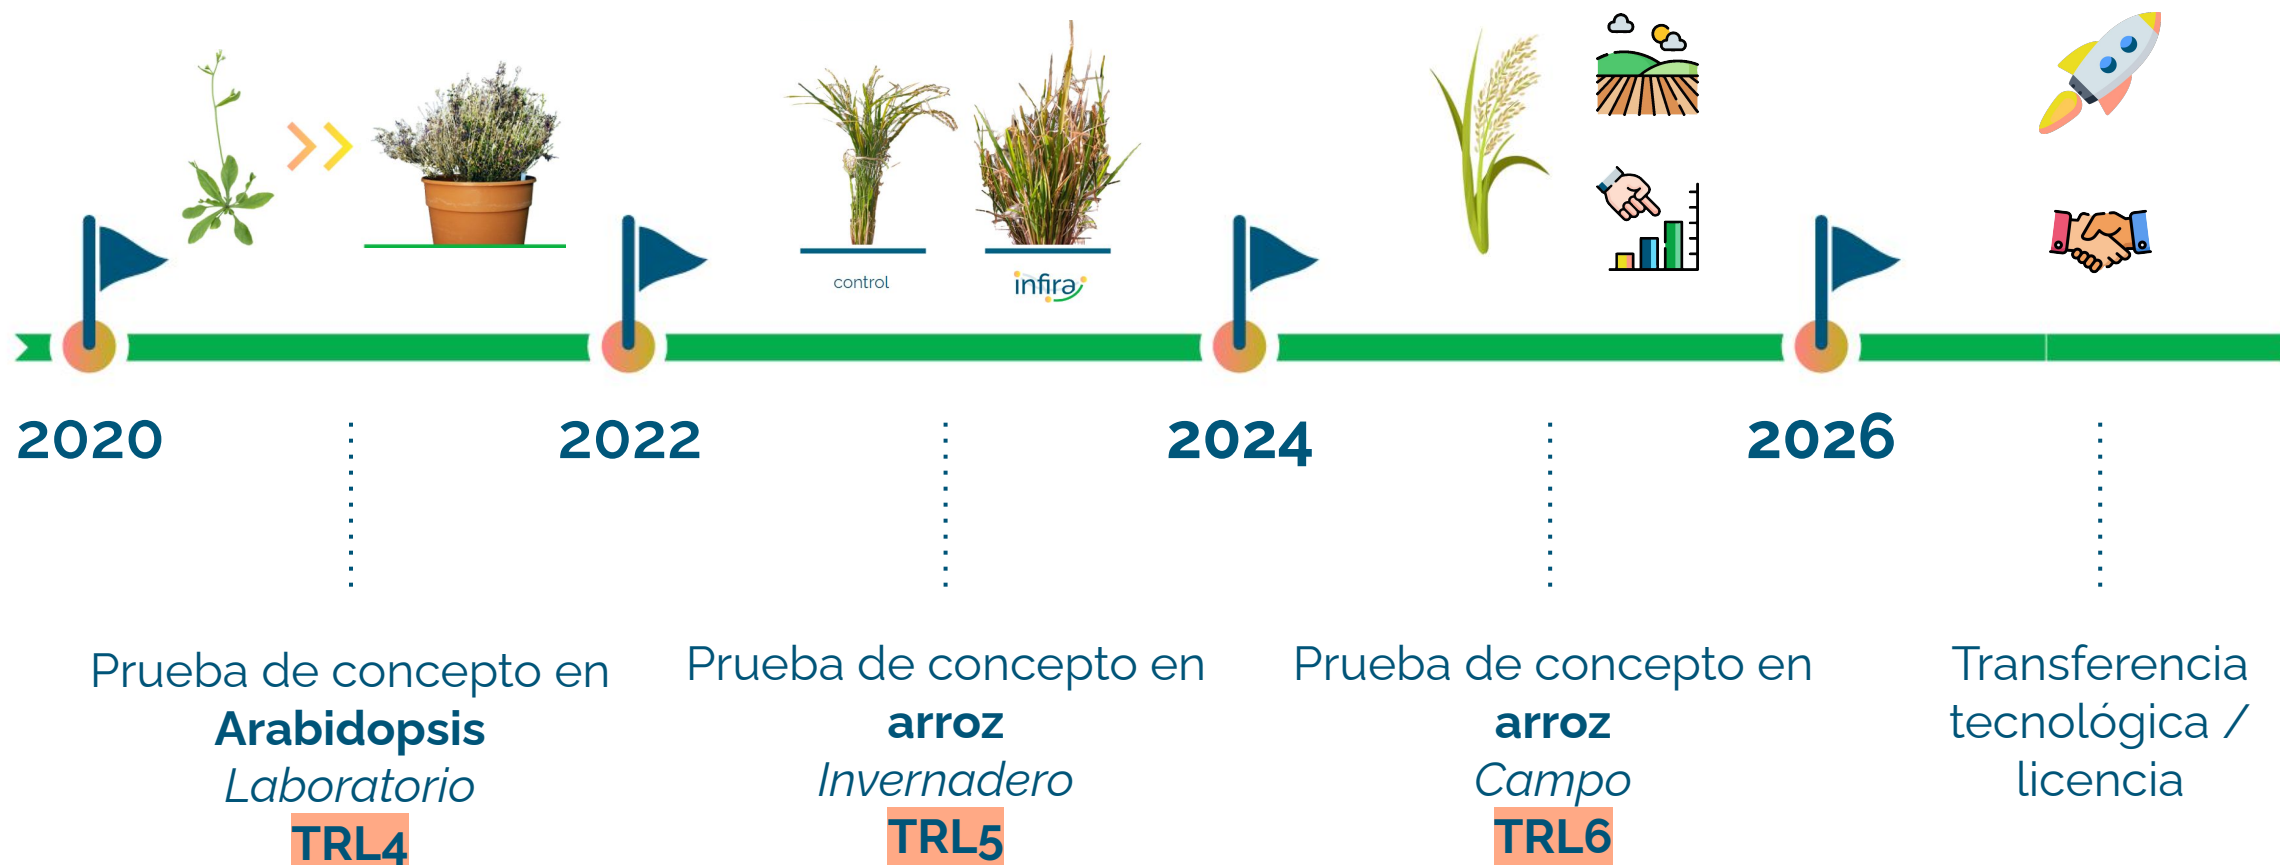 control
infira
2020
2022
2024
2026
Prueba de concepto en
Arabidopsis
Laboratorio
TRL4
Prueba de concepto en
arroz
Invernadero
TRL5
Prueba de concepto en
arroz
Campo
TRL6
Transferencia
tecnológica /
licencia